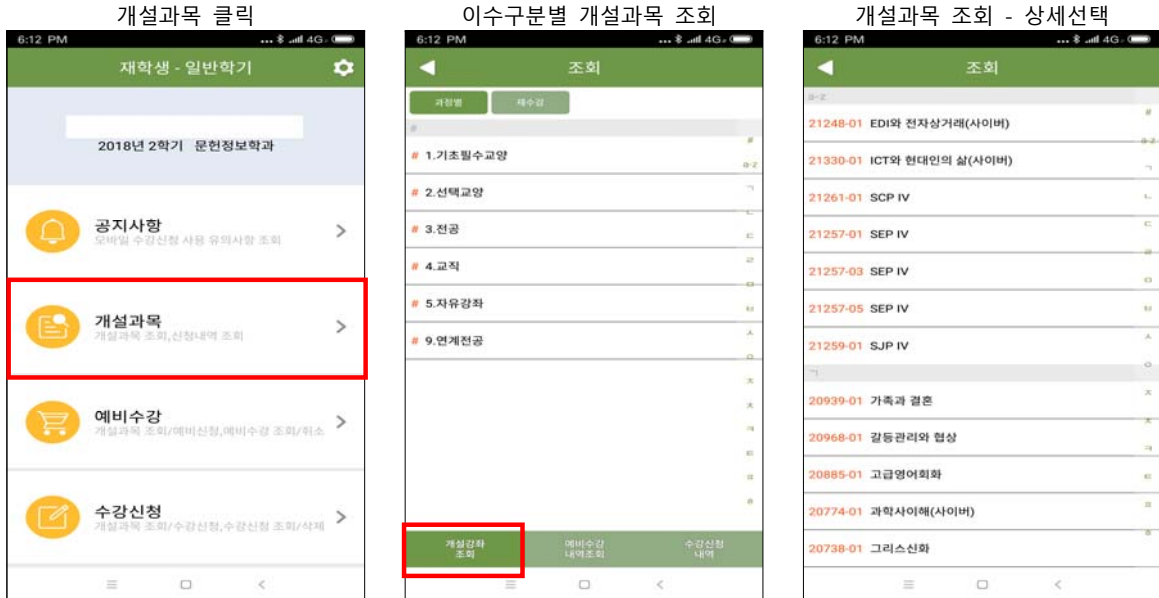 개설과목 클릭
6:12 PM
4G
재학생 - 일반학기
2018년 2학기 문헌정보학과
공지사항
모바일 수강신청 사용 유의사항 조회
개설과목
개설과목 조회,신청내역 조회
예비수강
개설과목 조회/예비신청,예비수강 조회/취소
수강신청
개설과목 조회/수강신청,수강신청 조회/삭제
이수구분별 개설과목 조회
6:12 PM
4G
조회
과정별
재수강
#
# 1.기초필수교양
# 2.선택교양
# 3.전공
# 4.교직
# 5.자유강좌
# 9.연계전공
#
a-z
ㄱ
ㄴ
ㄷ
ㄹ
ㅁ
ㅂ
ㅅ
ㅇ
ㅈ
ㅊ
ㅋ
ㅌ
ㅍ
ㅎ
개설강좌
조회
예비수강
내역조회
수강신청
내역
개설과목 조회 - 상세선택
6:12 PM
4G
조회
a-z
21248-01 EDI와 전자상거래(사이버)
21330-01 ICT와 현대인의 삶(사이버)
21261-01 SCP IV
21257-01 SEP IV
21257-03 SEP IV
21257-05 SEP IV
21259-01 SJP IV
ㄱ
20939-01 가족과 결혼
20968-01 갈등관리와 협상
20885-01 고급영어회화
20774-01 과학사이해(사이버)
20738-01 그리스신화
#
a-z
ㄱ
ㄴ
ㄷ
ㄹ
ㅁ
ㅂ
ㅅ
ㅇ
ㅈ
ㅊ
ㅋ
ㅌ
ㅍ
ㅎ